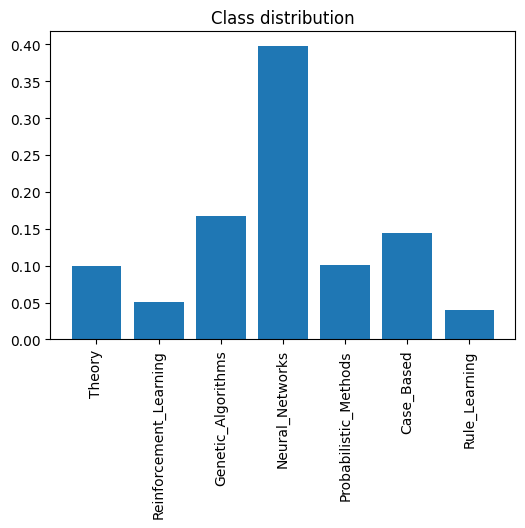 Class distribution
0.40
0.35
0.30
0.25
0.20
0.15
0.10
0.05
0.00
Theory
Reinforcement_Learning
Genetic_Algorithms
Neural_Networks
Probabilistic_Methods
Case_Based
Rule_Learning